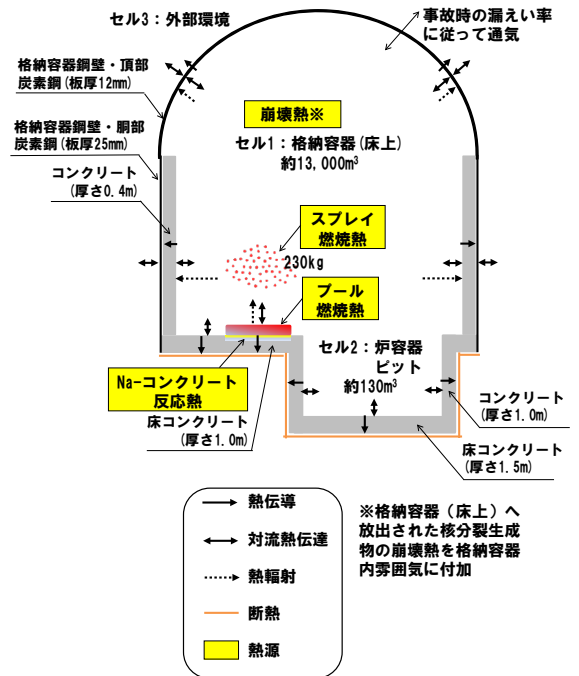 セル3：外部環境
事故時の漏えい率
に従って通気
格納容器鋼壁・頂部
炭素鋼(板厚12mm)
崩壊熱※
格納容器鋼壁・胴部
炭素鋼(板厚25mm)
セル1：格納容器(床上)
約13,000m³
コンクリート
(厚さ0.4m)
スプレイ
燃焼熱
230kg
プール
燃焼熱
セル2：炉容器
ピット
約130m³
Na-コンクリート
反応熱
コンクリート
(厚さ1.0m)
床コンクリート
(厚さ1.0m)
床コンクリート
(厚さ1.5m)
熱伝導
対流熱伝達
熱輻射
断熱
熱源
※格納容器（床上）へ
放出された核分裂生成
物の崩壊熱を格納容器
内雰囲気に付加